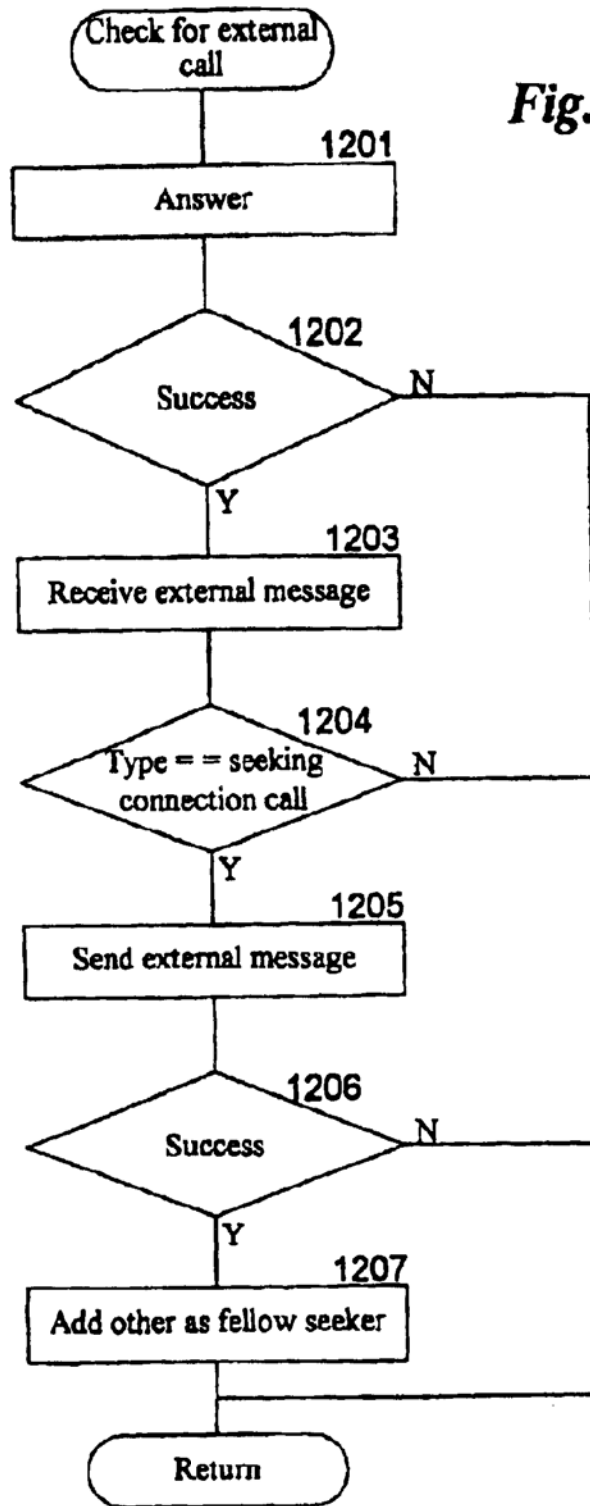 Check for external
call
Fig.
1201
Answer
1202
Success
N
Y
1203
Receive external message
1204
Type = = seeking
connection call
N
Y
1205
Send external message
1206
Success
N
Y
1207
Add other as fellow seeker
Return